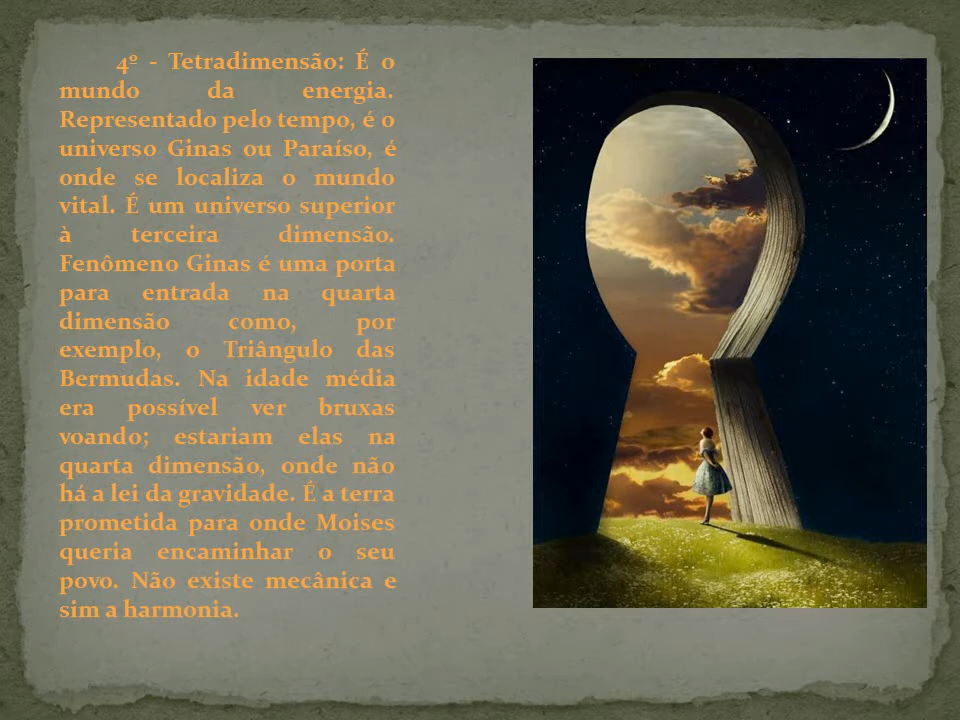 4º - Tetradimensão: É o
mundo da energia.
Representado pelo tempo, é o
universo Ginas ou Paraíso, é
onde se localiza o mundo
vital. É um universo superior
à terceira dimensão.
Fenômeno Ginas é uma porta
para entrada na quarta
dimensão como, por
exemplo, o Triângulo das
Bermudas. Na idade média
era possível ver bruxas
voando; estariam elas na
quarta dimensão, onde não
há a lei da gravidade. É a terra
prometida para onde Moises
queria encaminhar o seu
povo. Não existe mecânica e
sim a harmonia.